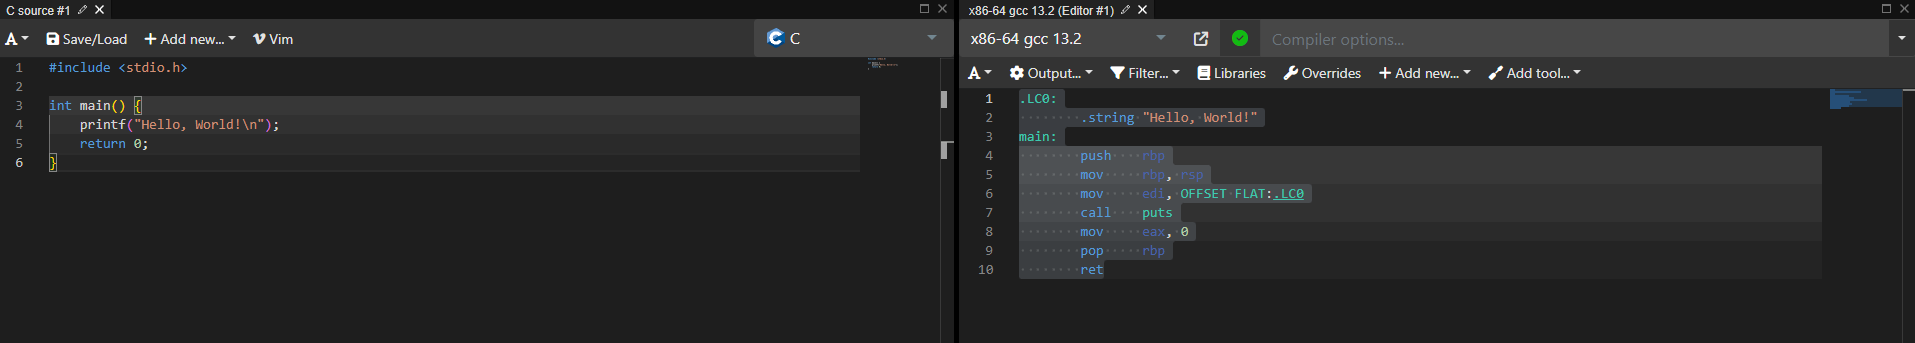 C source #1
A Save/Load Add new... Vim C
1 #include <stdio.h>
2
3 int main() {
4     printf("Hello, World!\n");
5     return 0;
6 }
x86-64 gcc 13.2 (Editor #1)
x86-64 gcc 13.2 Compiler options...
A Output... Filter... Libraries Overrides Add new... Add tool...
1 .LC0:
2         .string "Hello, World!"
3 main:
4         push    rbp
5         mov     rbp, rsp
6         mov     edi, OFFSET FLAT:.LC0
7         call    puts
8         mov     eax, 0
9         pop     rbp
10         ret